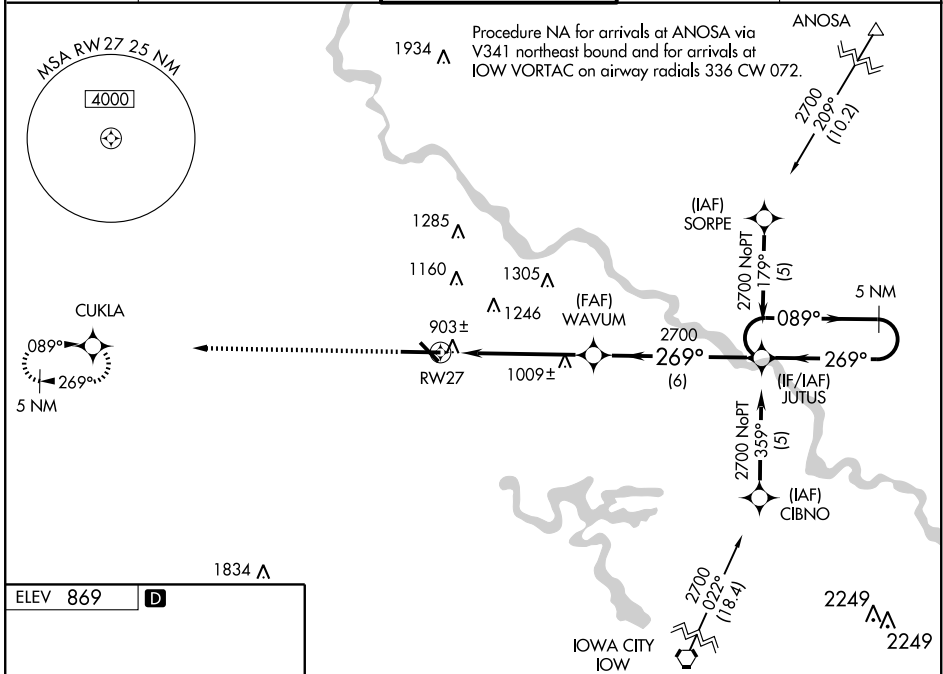 MSA RW27 25 NM
4000
1934
Procedure NA for arrivals at ANOSA via
V341 northeast bound and for arrivals at
IOW VORTAC on airway radials 336 CW 072.
ANOSA
2700
209°
(10.2)
(IAF)
SORPE
2700 NoPT
179°
(5)
5 NM
089°
269°
1285
1160
1305
1246
903±
RW27
1009±
(FAF)
WAVUM
2700
269°
(6)
(IF/IAF)
JUTUS
CUKLA
089°
269°
5 NM
2700 NoPT
359°
(5)
(IAF)
CIBNO
2700
022°
(18.4)
IOWA CITY
IOW
1834
2249
2249
ELEV 869 D